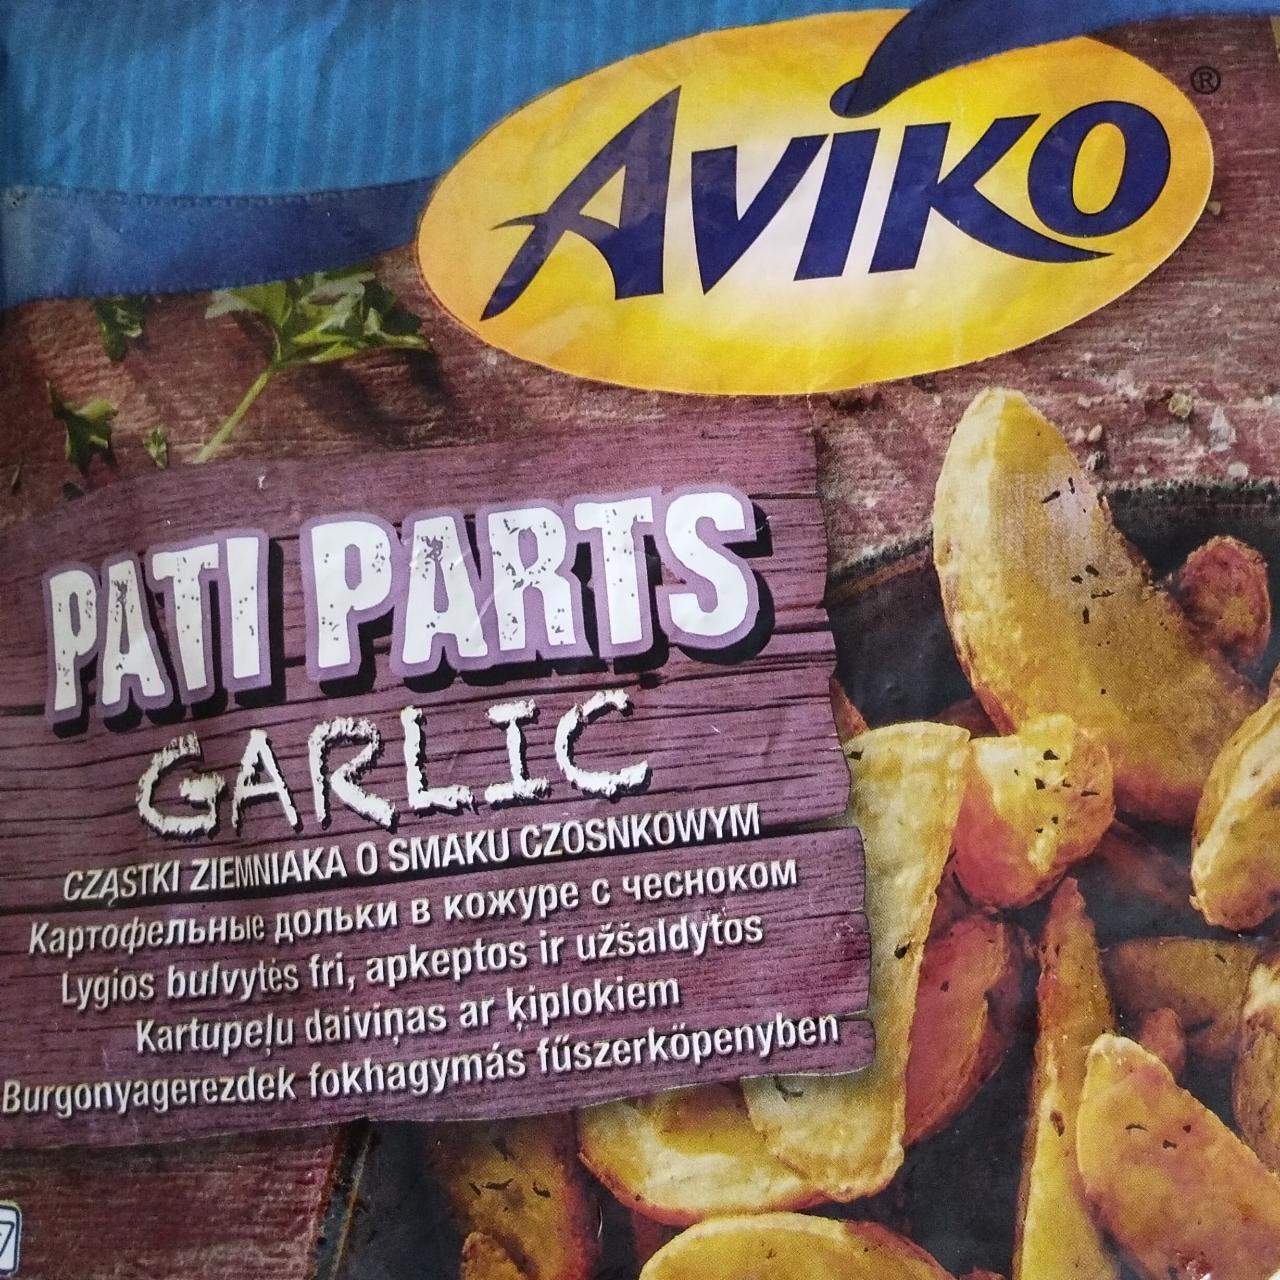 AVIKO®
PATI PARTS
GARLIC
CZĄSTKI ZIEMNIAKA O SMAKU CZOSNKOWYM
Картофельные дольки в кожуре с чесноком
Lygios bulvytės fri, apkeptos ir užšaldytos
Kartupeļu daiviņas ar ķiplokiem
Burgonyagerezdek fokhagymás fűszerköpenyben